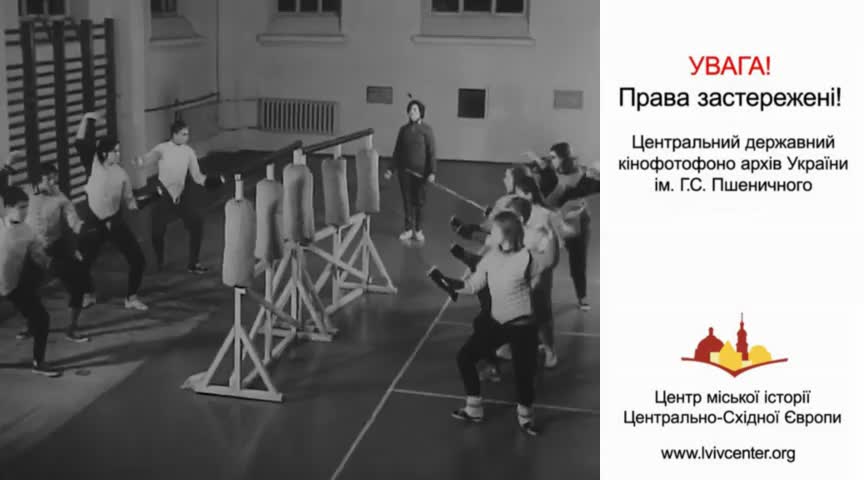 УВАГА!
Права застережені!
Центральний державний
кінофотофоно архів України
ім. Г.С. Пшеничного
Центр міської історії
Центрально-Східної Європи
www.lvivcenter.org